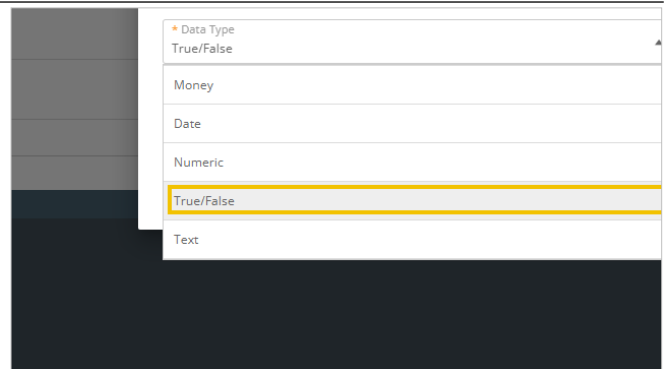 * Data Type
True/False
Money
Date
Numeric
True/False
Text